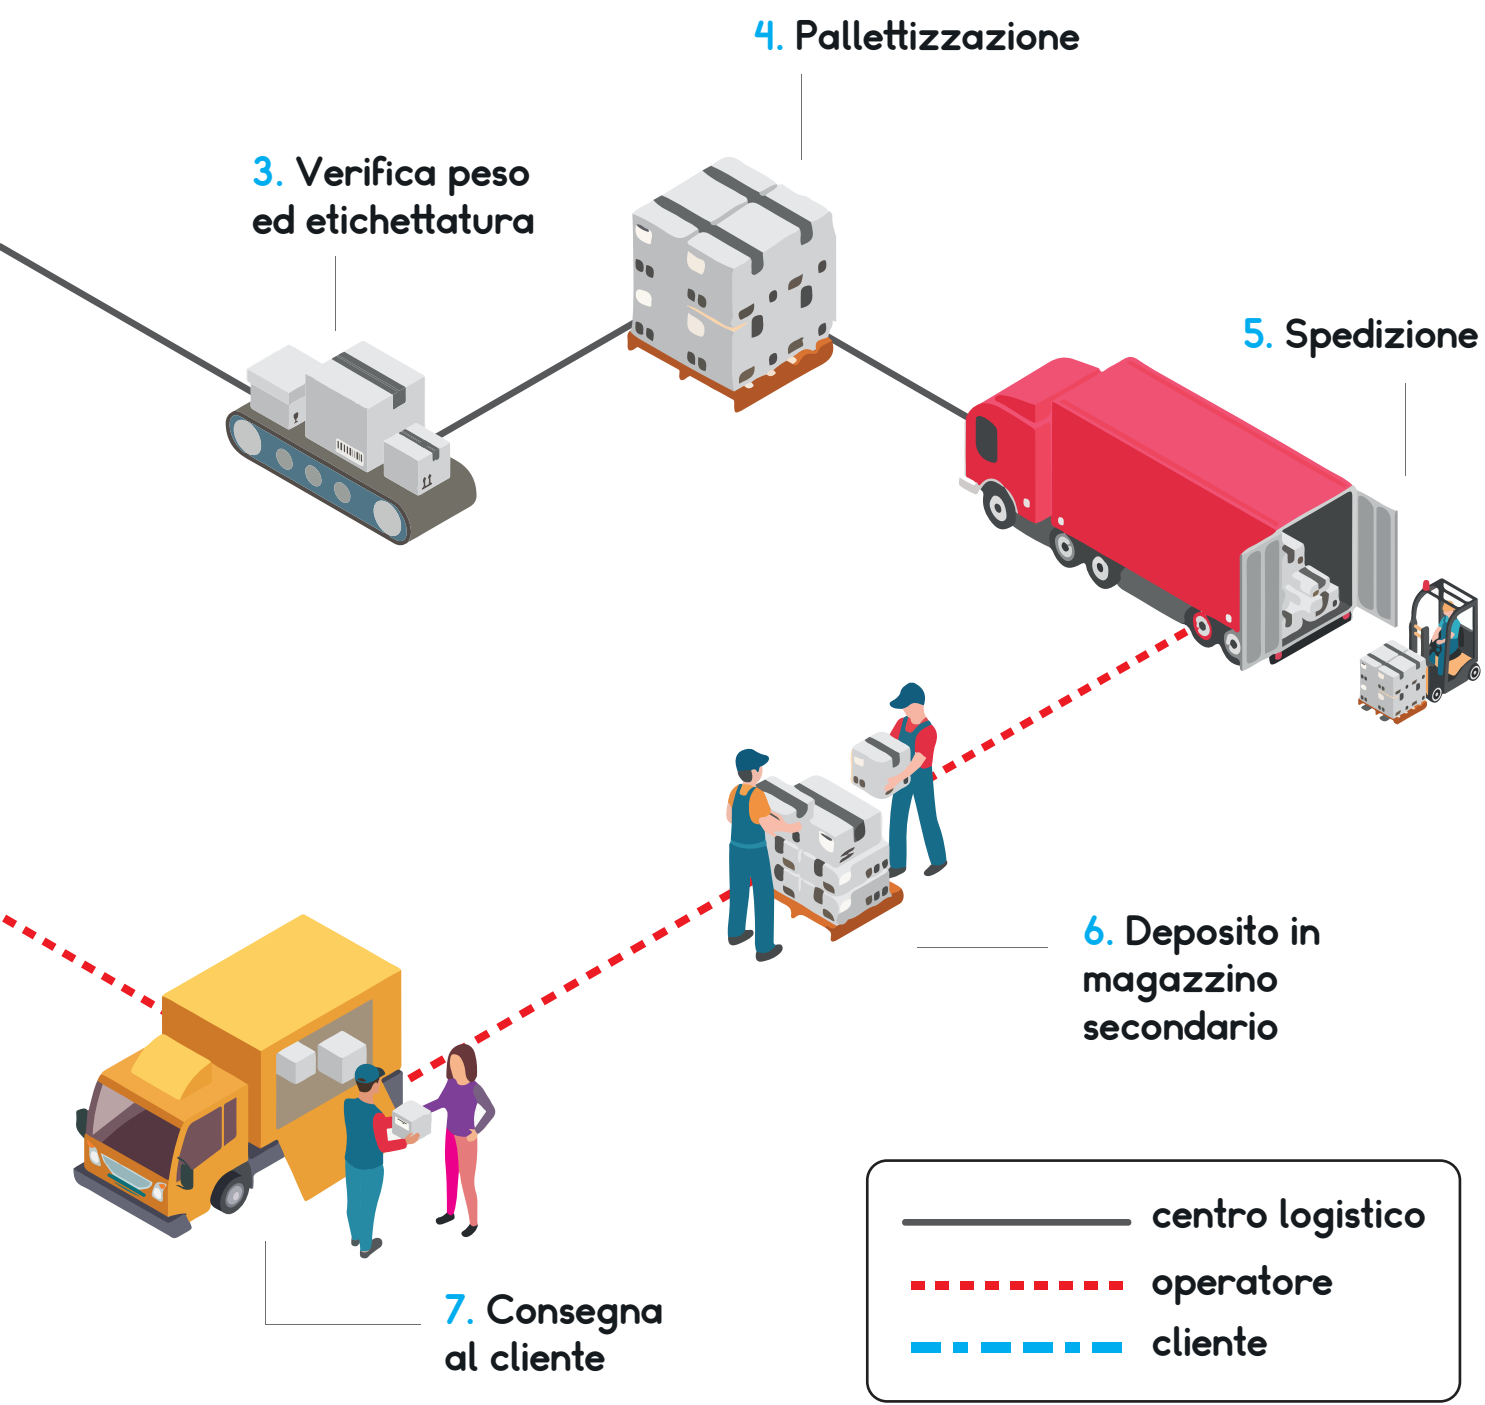 4. Pallettizzazione
3. Verifica peso
ed etichettatura
5. Spedizione
6. Deposito in
magazzino
secondario
7. Consegna
al cliente
centro logistico
operatore
cliente